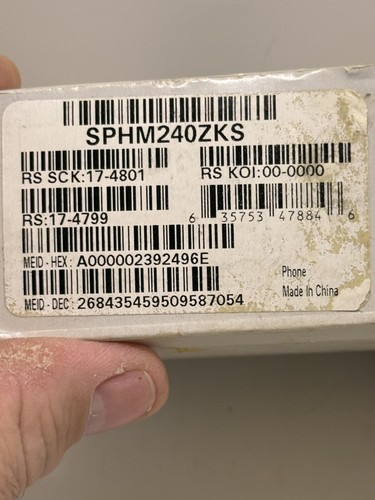 SPHM240ZKS
RS SCK:17-4801
RS KOI:00-0000
RS:17-4799
6 35753 47884 6
MEID - HEX: A000002392496E
Phone
Made In China
MEID - DEC: 268435459509587054